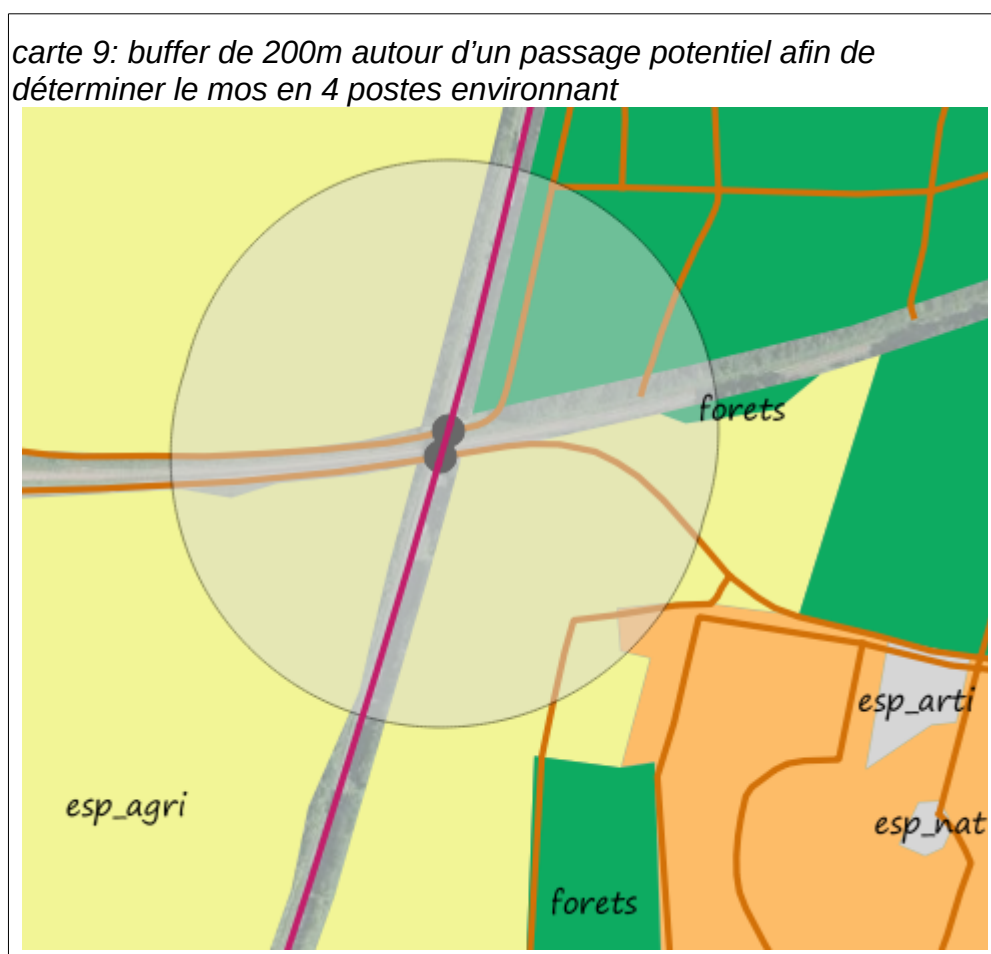 carte 9: buffer de 200m autour d’un passage potentiel afin de
déterminer le mos en 4 postes environnant
forets
esp_arti
esp_agri
esp_nat
forets